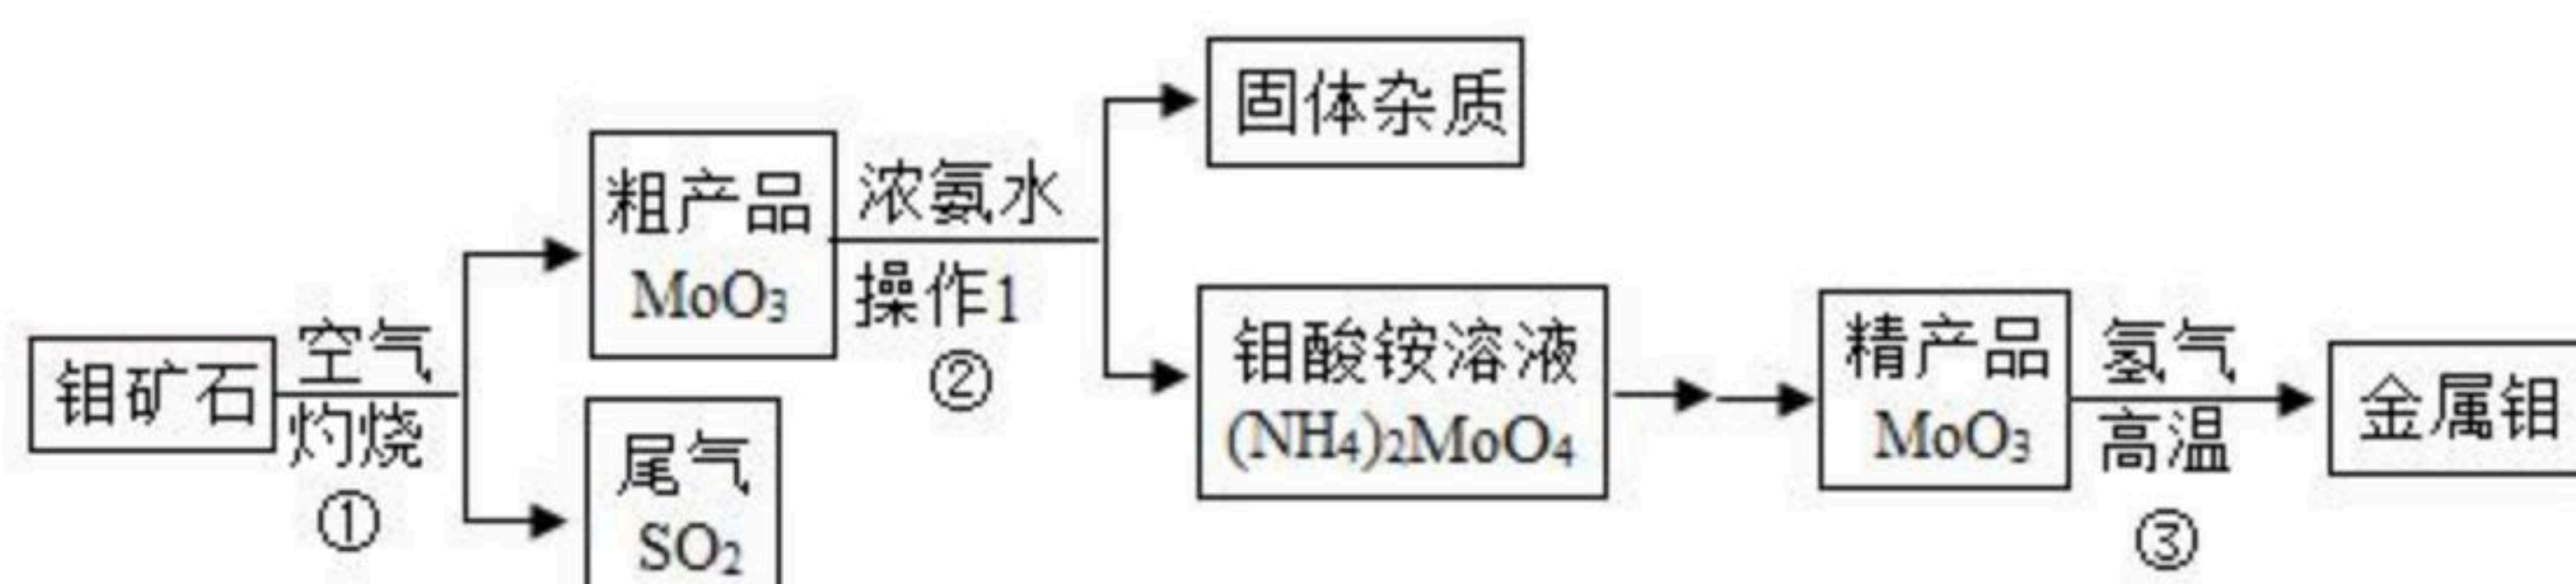 钼矿石
空气
灼烧
①
粗产品
MoO₃
尾气
SO₂
浓氨水
操作1
②
固体杂质
钼酸铵溶液
(NH₄)₂MoO₄
精产品
MoO₃
氢气
高温
③
金属钼